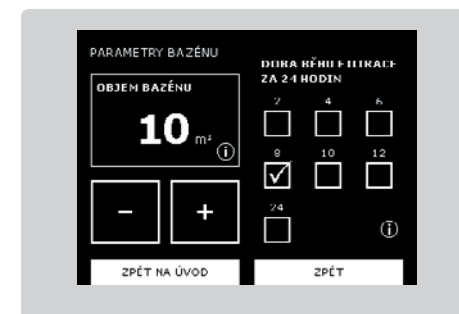 PARAMETRY BAZÉNU
OBJEM BAZÉNU
10 m³
DOBA BĚHU FILTRACE
ZA 24 HODIN
2 4 6
8 10 12
24
- +
ZPĚT NA ÚVOD
ZPĚT